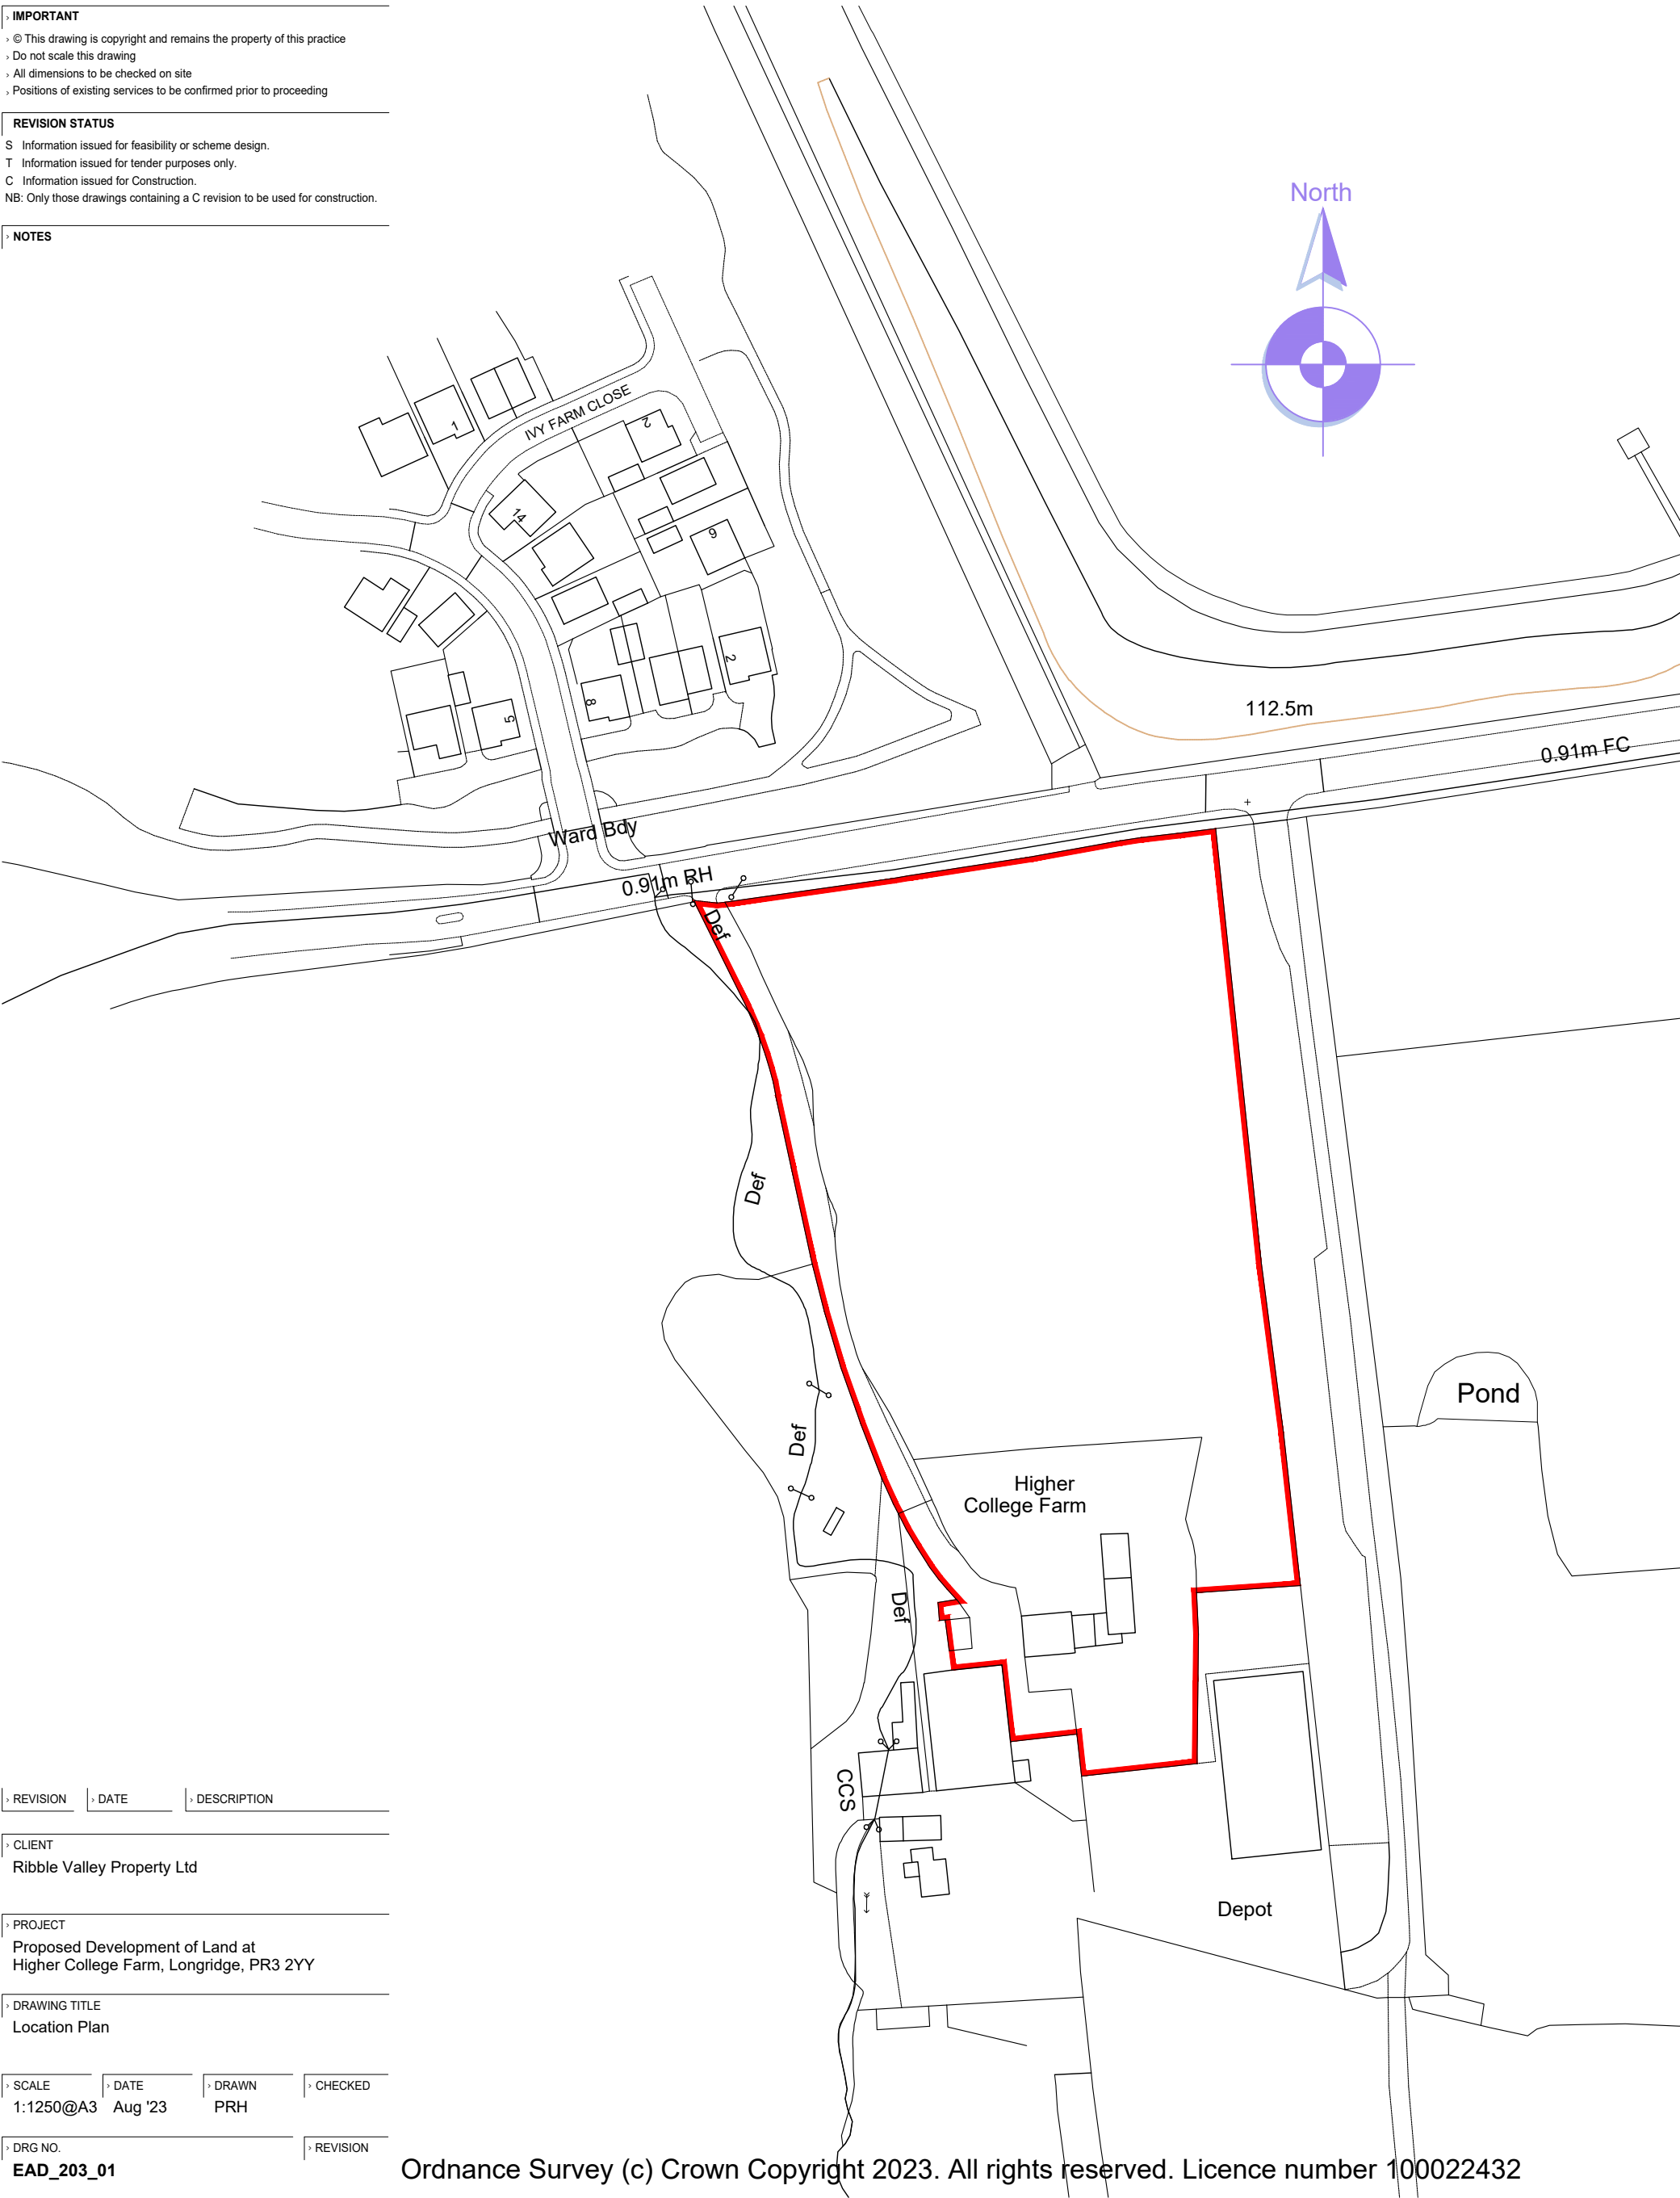 IMPORTANT
© This drawing is copyright and remains the property of this practice
Do not scale this drawing
All dimensions to be checked on site
Positions of existing services to be confirmed prior to proceeding
REVISION STATUS
S Information issued for feasibility or scheme design.
T Information issued for tender purposes only.
C Information issued for Construction.
NB: Only those drawings containing a C revision to be used for construction.
NOTES
North
IVY FARM CLOSE
1
2
14
9
2
8
5
112.5m
0.91m FC
Ward Bdy
0.91m RH
Def
Def
Def
Pond
Higher
College Farm
Def
CCS
Depot
REVISION DATE DESCRIPTION
CLIENT
Ribble Valley Property Ltd
PROJECT
Proposed Development of Land at
Higher College Farm, Longridge, PR3 2YY
DRAWING TITLE
Location Plan
SCALE DATE DRAWN CHECKED
1:1250@A3 Aug '23 PRH
DRG NO. REVISION
EAD_203_01
Ordnance Survey (c) Crown Copyright 2023. All rights reserved. Licence number 100022432